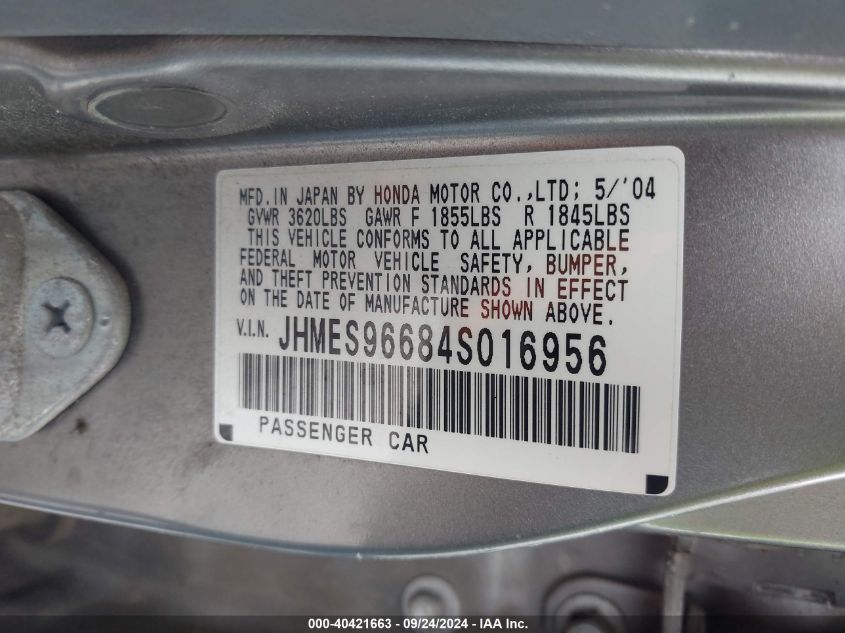 MFD. IN JAPAN BY HONDA MOTOR CO.,LTD; 5/'04
GVWR 3620LBS GAWR F 1855LBS R 1845LBS
THIS VEHICLE CONFORMS TO ALL APPLICABLE
FEDERAL MOTOR VEHICLE SAFETY, BUMPER,
AND THEFT PREVENTION STANDARDS IN EFFECT
ON THE DATE OF MANUFACTURE SHOWN ABOVE.
V.I.N. JHMES96684S016956
PASSENGER CAR
000-40421663 - 09/24/2024 - IAA Inc.